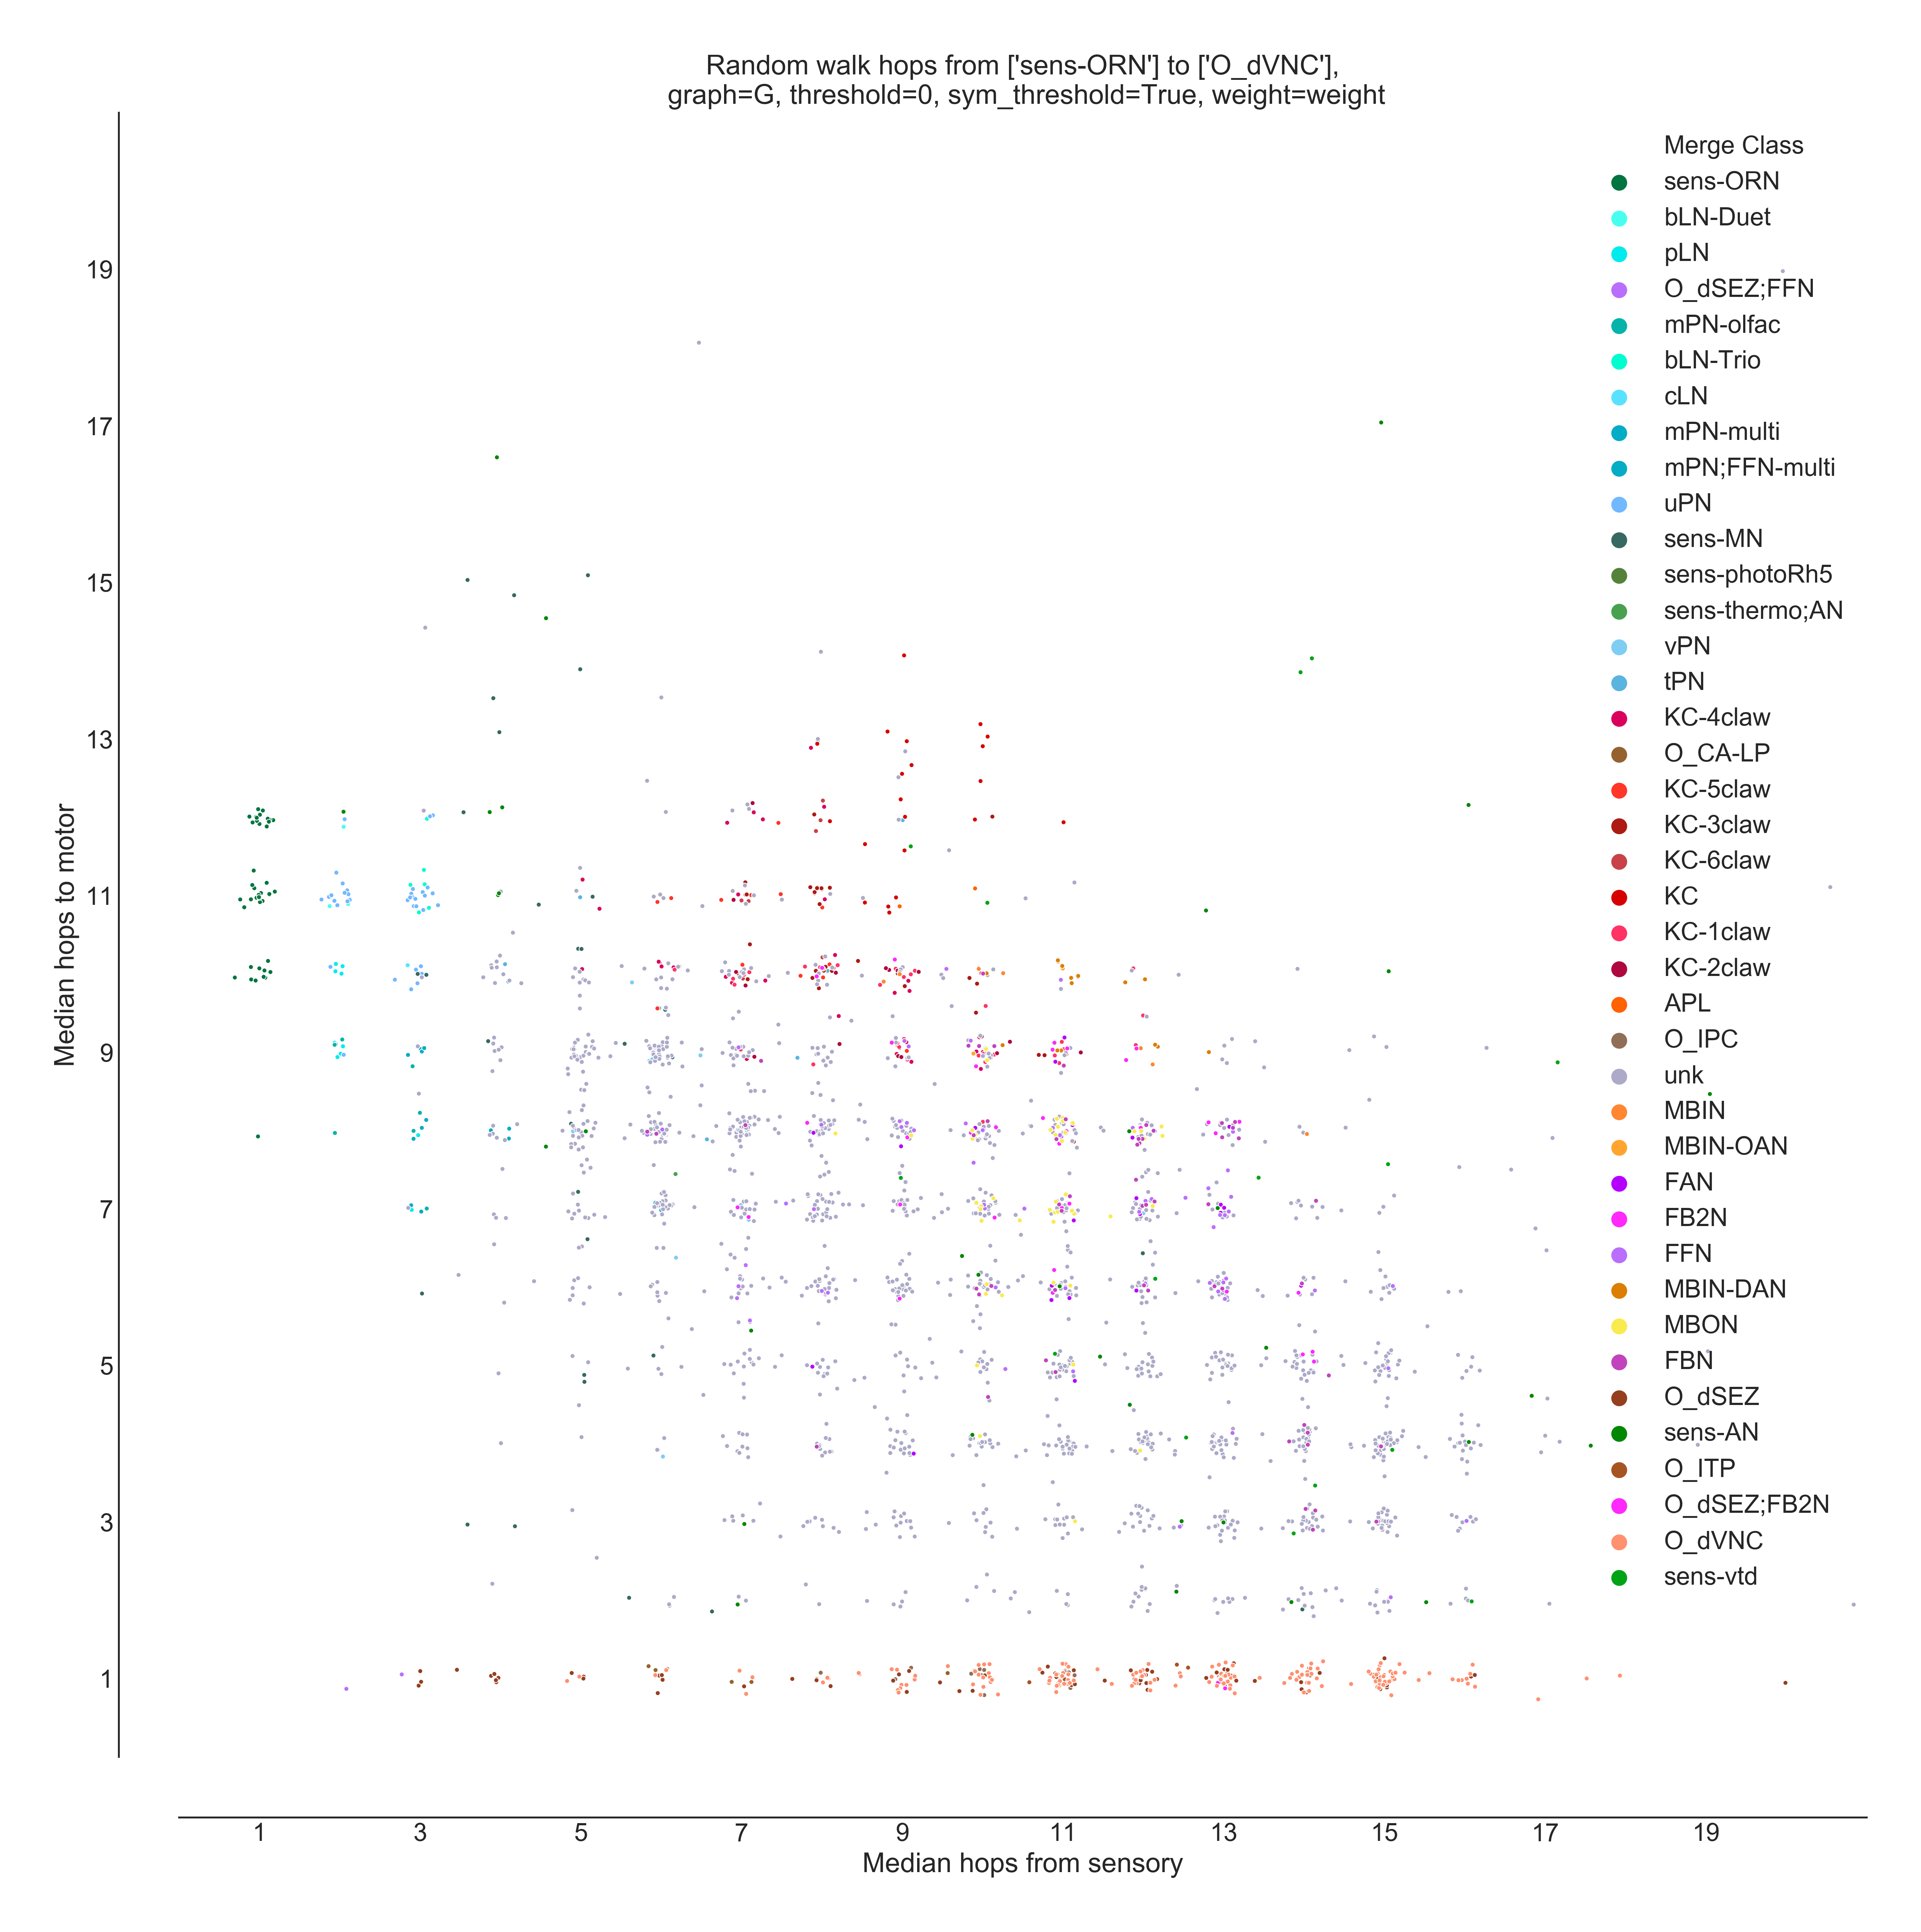 Random walk hops from ['sens-ORN'] to ['O_dVNC'],
graph=G, threshold=0, sym_threshold=True, weight=weight
Merge Class
sens-ORN
bLN-Duet
pLN
O_dSEZ;FFN
mPN-olfac
bLN-Trio
cLN
mPN-multi
mPN;FFN-multi
uPN
sens-MN
sens-photoRh5
sens-thermo;AN
vPN
tPN
KC-4claw
O_CA-LP
KC-5claw
KC-3claw
KC-6claw
KC
KC-1claw
KC-2claw
APL
O_IPC
unk
MBIN
MBIN-OAN
FAN
FB2N
FFN
MBIN-DAN
MBON
FBN
O_dSEZ
sens-AN
O_ITP
O_dSEZ;FB2N
O_dVNC
sens-vtd
Median hops to motor
19
17
15
13
11
9
7
5
3
1
1 3 5 7 9 11 13 15 17 19
Median hops from sensory